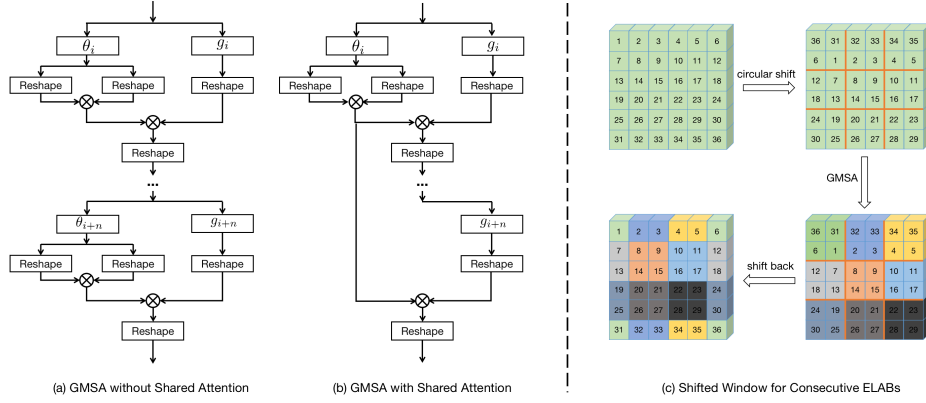 θi gi
Reshape Reshape Reshape
Reshape
...
θi+n gi+n
Reshape Reshape Reshape
Reshape
(a) GMSA without Shared Attention
θi gi
Reshape Reshape Reshape
Reshape
...
gi+n
Reshape
Reshape
(b) GMSA with Shared Attention
1 2 3 4 5 6
7 8 9 10 11 12
13 14 15 16 17 18
19 20 21 22 23 24
25 26 27 28 29 30
31 32 33 34 35 36
circular shift
36 31 32 33 34 35
6 1 2 3 4 5
12 7 8 9 10 11
18 13 14 15 16 17
24 19 20 21 22 23
30 25 26 27 28 29
GMSA
1 2 3 4 5 6
7 8 9 10 11 12
13 14 15 16 17 18
19 20 21 22 23 24
25 26 27 28 29 30
31 32 33 34 35 36
shift back
36 31 32 33 34 35
6 1 2 3 4 5
12 7 8 9 10 11
18 13 14 15 16 17
24 19 20 21 22 23
30 25 26 27 28 29
(c) Shifted Window for Consecutive ELABs